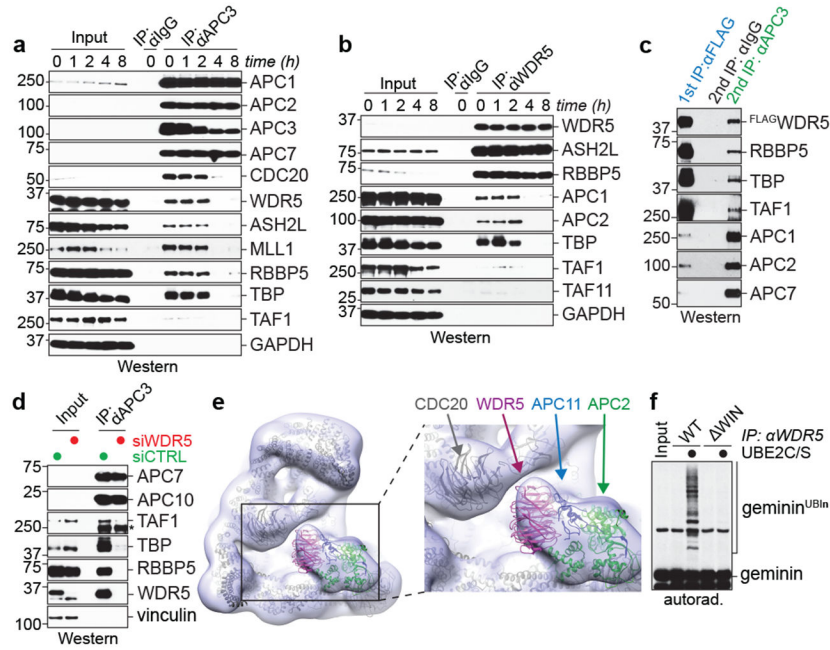 a
Input
IP: αIgG
IP: αAPC3
0 1 2 4 8 0 0 1 2 4 8 time (h)
250 APC1
100 APC2
100 APC3
75 APC7
50 CDC20
37 WDR5
75 ASH2L
250 MLL1
75 RBBP5
37 TBP
250 TAF1
37 GAPDH
Western
b
Input
IP: αIgG
IP: αWDR5
0 1 2 4 8 0 0 1 2 4 8 time (h)
37 WDR5
75 ASH2L
75 RBBP5
250 APC1
100 APC2
37 TBP
250 TAF1
25 TAF11
37 GAPDH
Western
c
1st IP:αFLAG
2nd IP: αIgG
2nd IP: αAPC3
37 FLAGWDR5
75 RBBP5
50
37 TBP
250 TAF1
250 APC1
100 APC2
50 APC7
Western
d
Input
IP: αAPC3
siWDR5
siCTRL
75 APC7
25 APC10
250 TAF1
*
37 TBP
75 RBBP5
37 WDR5
100 vinculin
Western
e
CDC20 WDR5 APC11 APC2
f
Input
WT
ΔWIN
IP: αWDR5
UBE2C/S
geminin UBIn
geminin
autorad.